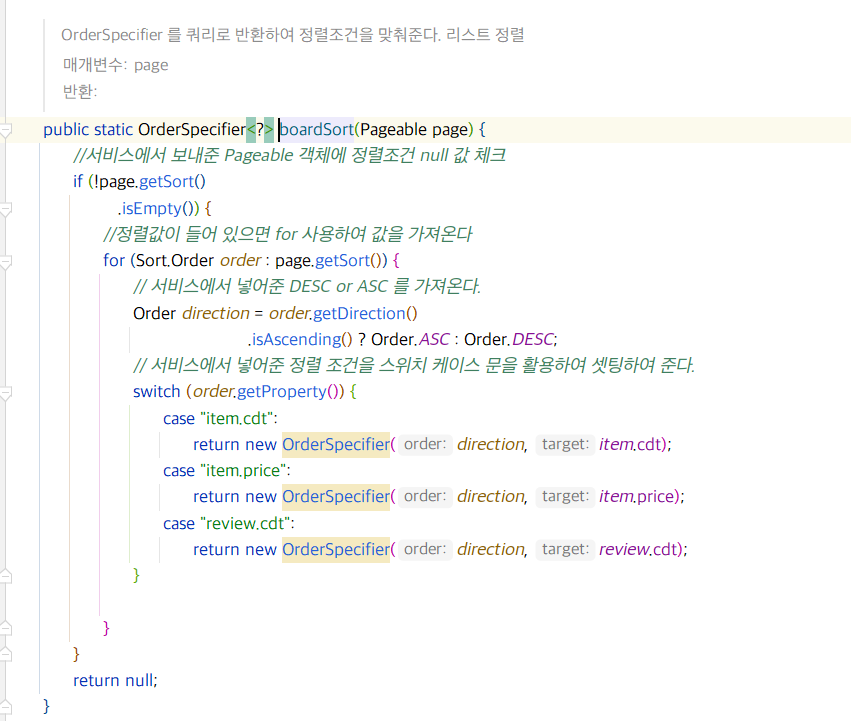 OrderSpecifier 를 쿼리로 반환하여 정렬조건을 맞춰준다. 리스트 정렬
매개변수: page
반환:
public static OrderSpecifier<?> boardSort(Pageable page) {
//서비스에서 보내준 Pageable 객체에 정렬조건 null 값 체크
if (!page.getSort()
.isEmpty()) {
//정렬값이 들어 있으면 for 사용하여 값을 가져온다
for (Sort.Order order : page.getSort()) {
// 서비스에서 넣어준 DESC or ASC 를 가져온다.
Order direction = order.getDirection()
.isAscending() ? Order.ASC : Order.DESC;
// 서비스에서 넣어준 정렬 조건을 스위치 케이스 문을 활용하여 셋팅하여 준다.
switch (order.getProperty()) {
case "item.cdt":
return new OrderSpecifier( order: direction, target: item.cdt);
case "item.price":
return new OrderSpecifier( order: direction, target: item.price);
case "review.cdt":
return new OrderSpecifier( order: direction, target: review.cdt);
}
}
}
return null;
}